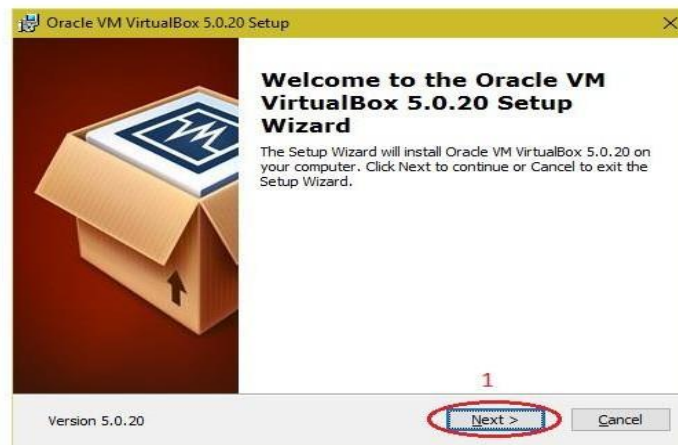 Oracle VM VirtualBox 5.0.20 Setup
Welcome to the Oracle VM
VirtualBox 5.0.20 Setup
Wizard
The Setup Wizard will install Oracle VM VirtualBox 5.0.20 on
your computer. Click Next to continue or Cancel to exit the
Setup Wizard.
1
Version 5.0.20
Next >
Cancel